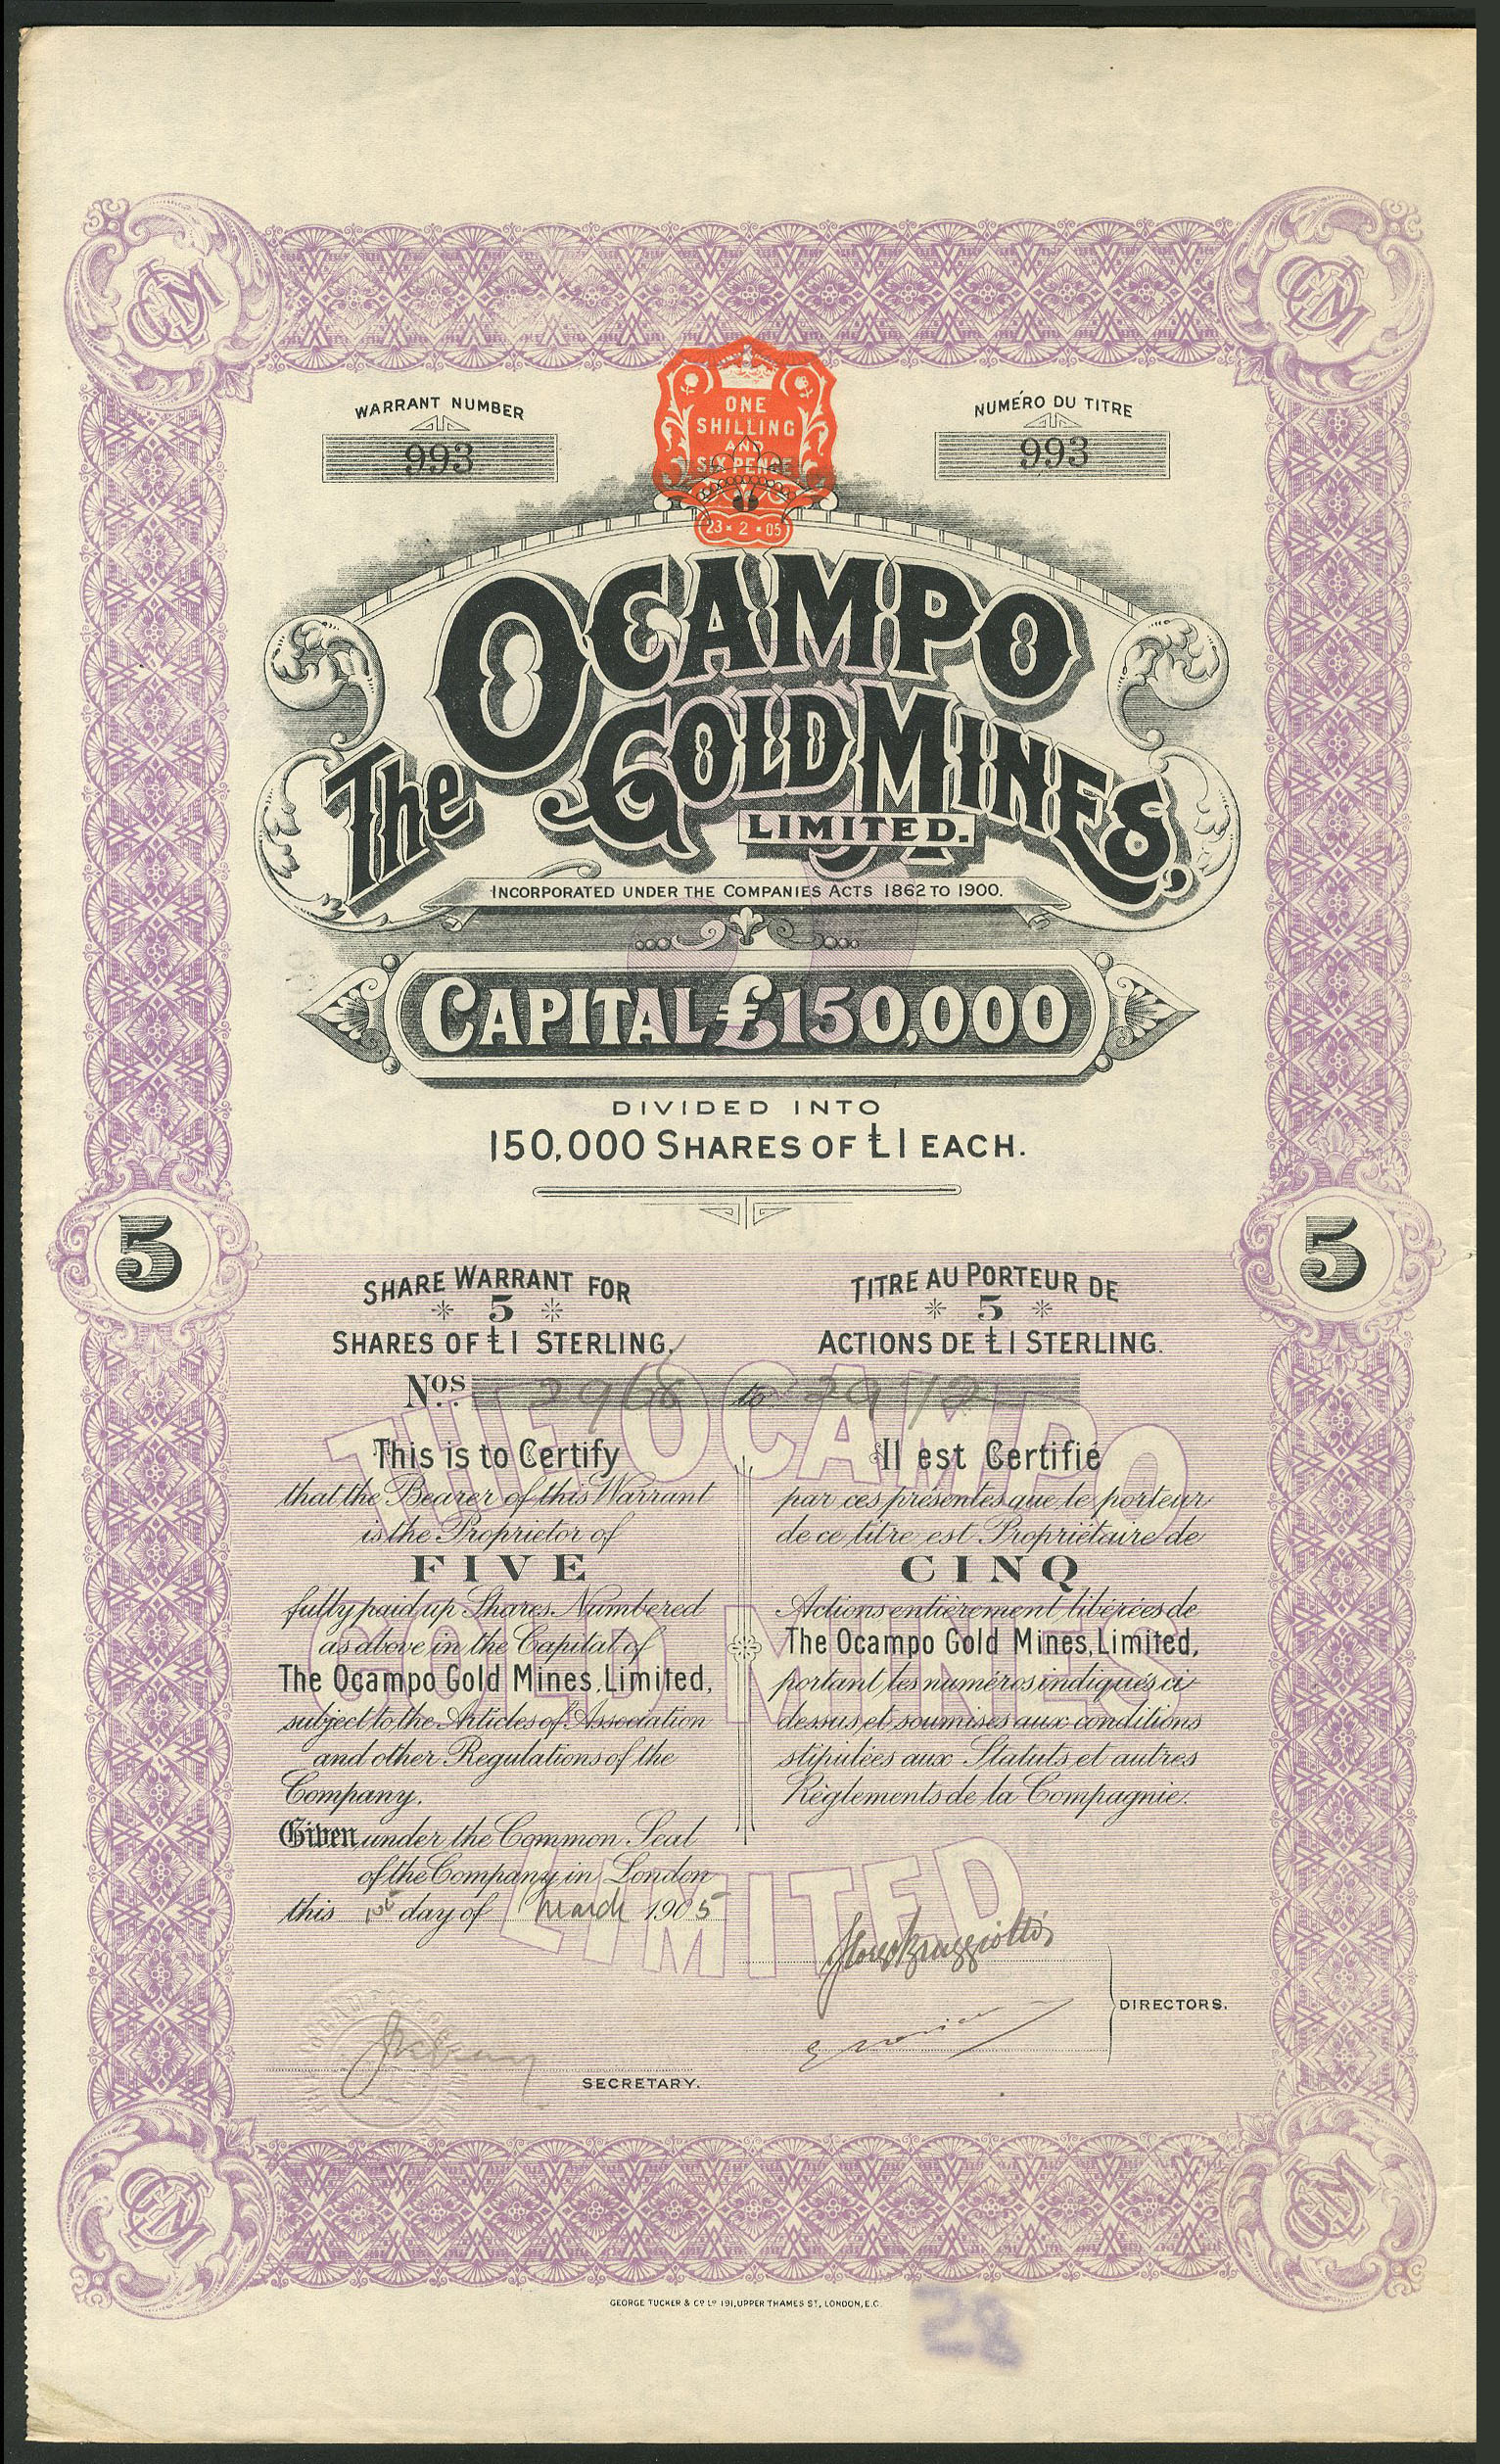 WARRANT NUMBER
993
NUMÉRO DU TITRE
993
ONE
SHILLING
AND
SIX PENCE
23 · 2 · 05
The OCAMPO
GOLD MINES,
LIMITED.
INCORPORATED UNDER THE COMPANIES ACTS 1862 TO 1900.
CAPITAL £150,000
DIVIDED INTO
150,000 SHARES OF £1 EACH.
5
5
SHARE WARRANT FOR
* 5 *
SHARES OF £1 STERLING.
TITRE AU PORTEUR DE
* 5 *
ACTIONS DE £1 STERLING.
Nos. 2968 to 2972
This is to Certify
that the Bearer of this Warrant
is the Proprietor of
FIVE
fully paid up Shares Numbered
as above in the Capital of
The Ocampo Gold Mines, Limited,
subject to the Articles of Association
and other Regulations of the
Company.
Given under the Common Seal
of the Company in London
this day of March 1905
Il est Certifié
par ces présentes que le porteur
de ce titre est Propriétaire de
CINQ
Actions entièrement libérées de
The Ocampo Gold Mines, Limited,
portant les numéros indiqués ci
dessus et soumises aux conditions
stipulées aux Statuts et autres
Règlements de la Compagnie.
THE OCAMPO
GOLD MINES
LIMITED
DIRECTORS.
SECRETARY.
GEORGE TUCKER & Co Ld 191, UPPER THAMES ST, LONDON, E.C.
28